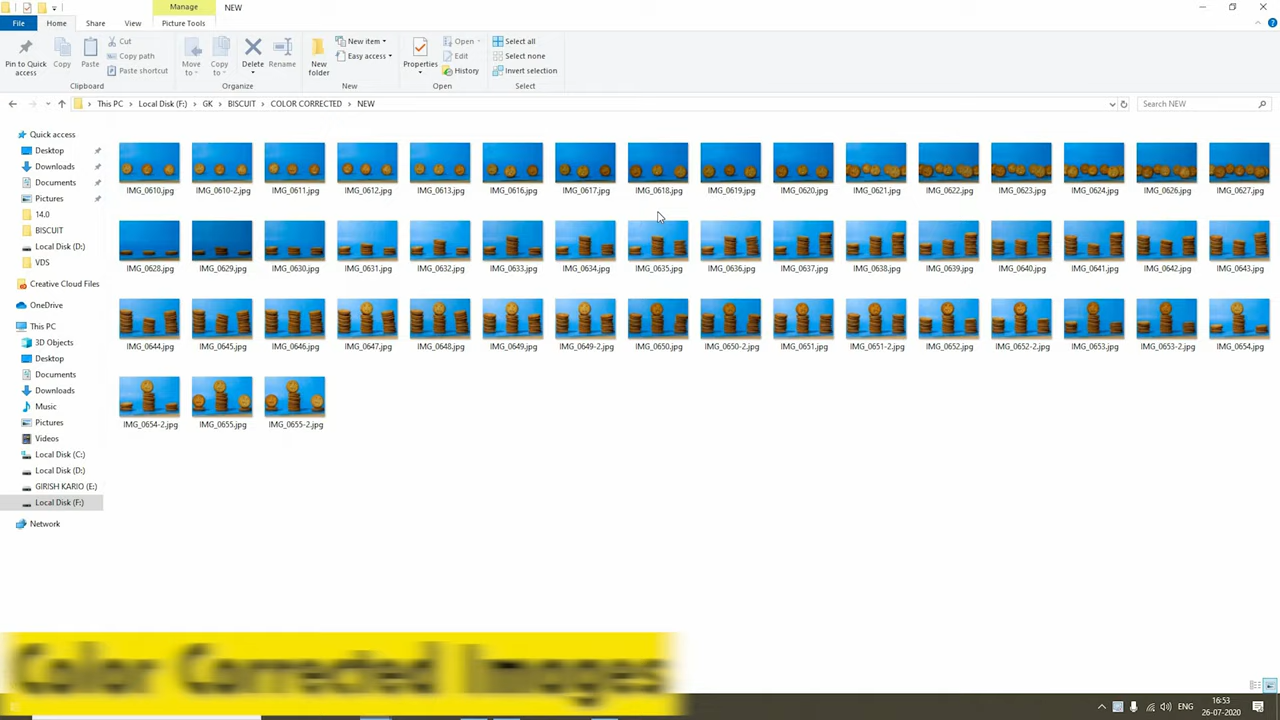 Manage
NEW
File
Home
Share
View
Picture Tools
Pin to Quick access
Copy
Paste
Cut
Copy path
Paste shortcut
Clipboard
Move to
Copy to
Delete
Rename
Organize
New folder
New item
Easy access
New
Properties
Open
Edit
History
Open
Select all
Select none
Invert selection
Select
This PC > Local Disk (F:) > GK > BISCUIT > COLOR CORRECTED > NEW
Search NEW
Quick access
Desktop
Downloads
Documents
Pictures
14.0
BISCUIT
Local Disk (D:)
VDS
Creative Cloud Files
OneDrive
This PC
3D Objects
Desktop
Documents
Downloads
Music
Pictures
Videos
Local Disk (C:)
Local Disk (D:)
GIRISH KARIO (E:)
Local Disk (F:)
Network
IMG_0610.jpg IMG_0610-2.jpg IMG_0611.jpg IMG_0612.jpg IMG_0613.jpg IMG_0616.jpg IMG_0617.jpg IMG_0618.jpg IMG_0619.jpg IMG_0620.jpg IMG_0621.jpg IMG_0622.jpg IMG_0623.jpg IMG_0624.jpg IMG_0626.jpg IMG_0627.jpg
IMG_0628.jpg IMG_0629.jpg IMG_0630.jpg IMG_0631.jpg IMG_0632.jpg IMG_0633.jpg IMG_0634.jpg IMG_0635.jpg IMG_0636.jpg IMG_0637.jpg IMG_0638.jpg IMG_0639.jpg IMG_0640.jpg IMG_0641.jpg IMG_0642.jpg IMG_0643.jpg
IMG_0644.jpg IMG_0645.jpg IMG_0646.jpg IMG_0647.jpg IMG_0648.jpg IMG_0649.jpg IMG_0649-2.jpg IMG_0650.jpg IMG_0650-2.jpg IMG_0651.jpg IMG_0651-2.jpg IMG_0652.jpg IMG_0652-2.jpg IMG_0653.jpg IMG_0653-2.jpg IMG_0654.jpg
IMG_0654-2.jpg IMG_0655.jpg IMG_0655-2.jpg
Color Corrected Images
ENG
16:53
26-07-2020